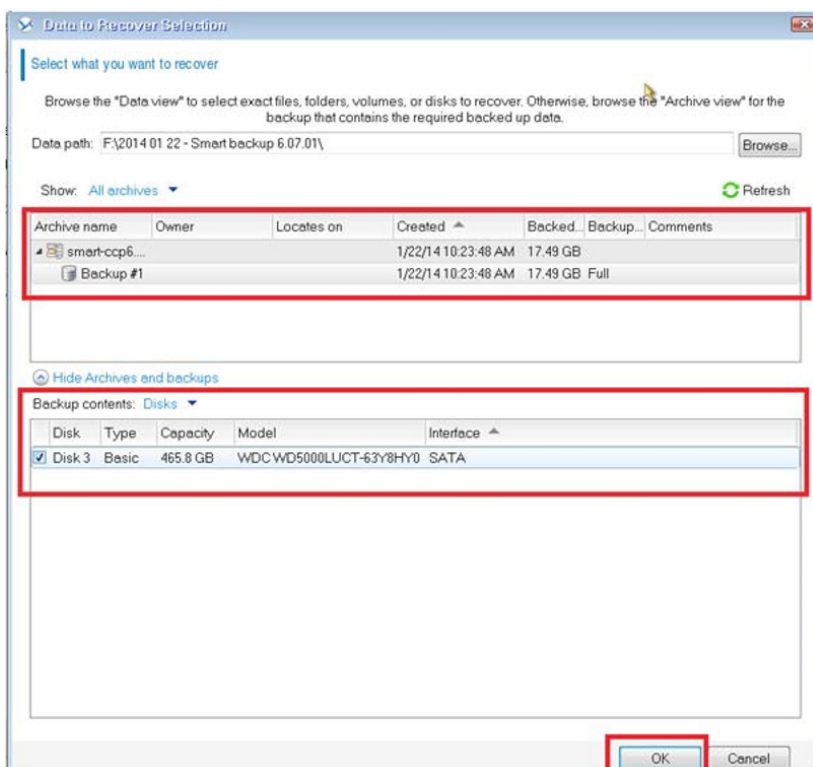 Data to Recover Selection
Select what you want to recover
Browse the "Data view" to select exact files, folders, volumes, or disks to recover. Otherwise, browse the "Archive view" for the
backup that contains the required backed up data.
Data path: F:\2014 01 22 - Smart backup 6.07.01\ Browse...
Show: All archives Refresh
Archive name Owner Locates on Created Backed... Backup... Comments
smart-ccp6.... 1/22/14 10:23:48 AM 17.49 GB
Backup #1 1/22/14 10:23:48 AM 17.49 GB Full
Hide Archives and backups
Backup contents: Disks
Disk Type Capacity Model Interface
Disk 3 Basic 465.8 GB WDC WD5000LUCT-63Y8HY0 SATA
OK Cancel